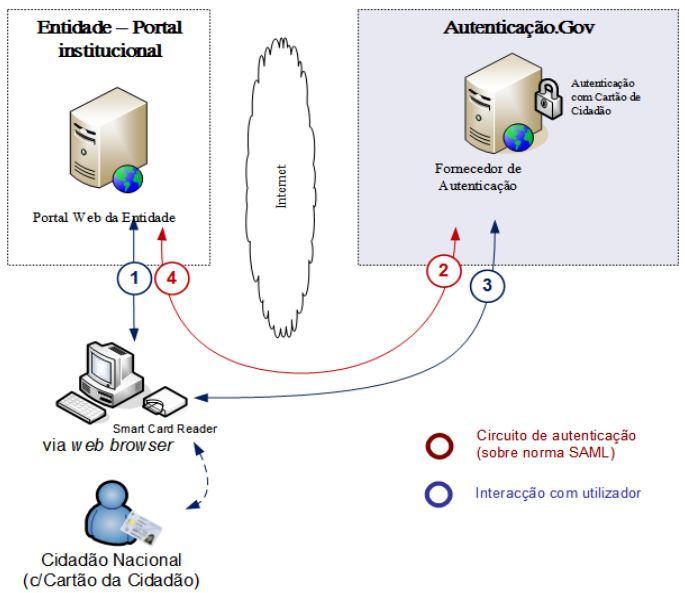 Entidade – Portal
institucional
Portal Web da Entidade
Internet
Autenticação.Gov
Autenticação
com Cartão de
Cidadão
Fornecedor de
Autenticação
1
4
2
3
Smart Card Reader
via web browser
Cidadão Nacional
(c/Cartão da Cidadão)
Circuito de autenticação
(sobre norma SAML)
Interacção com utilizador